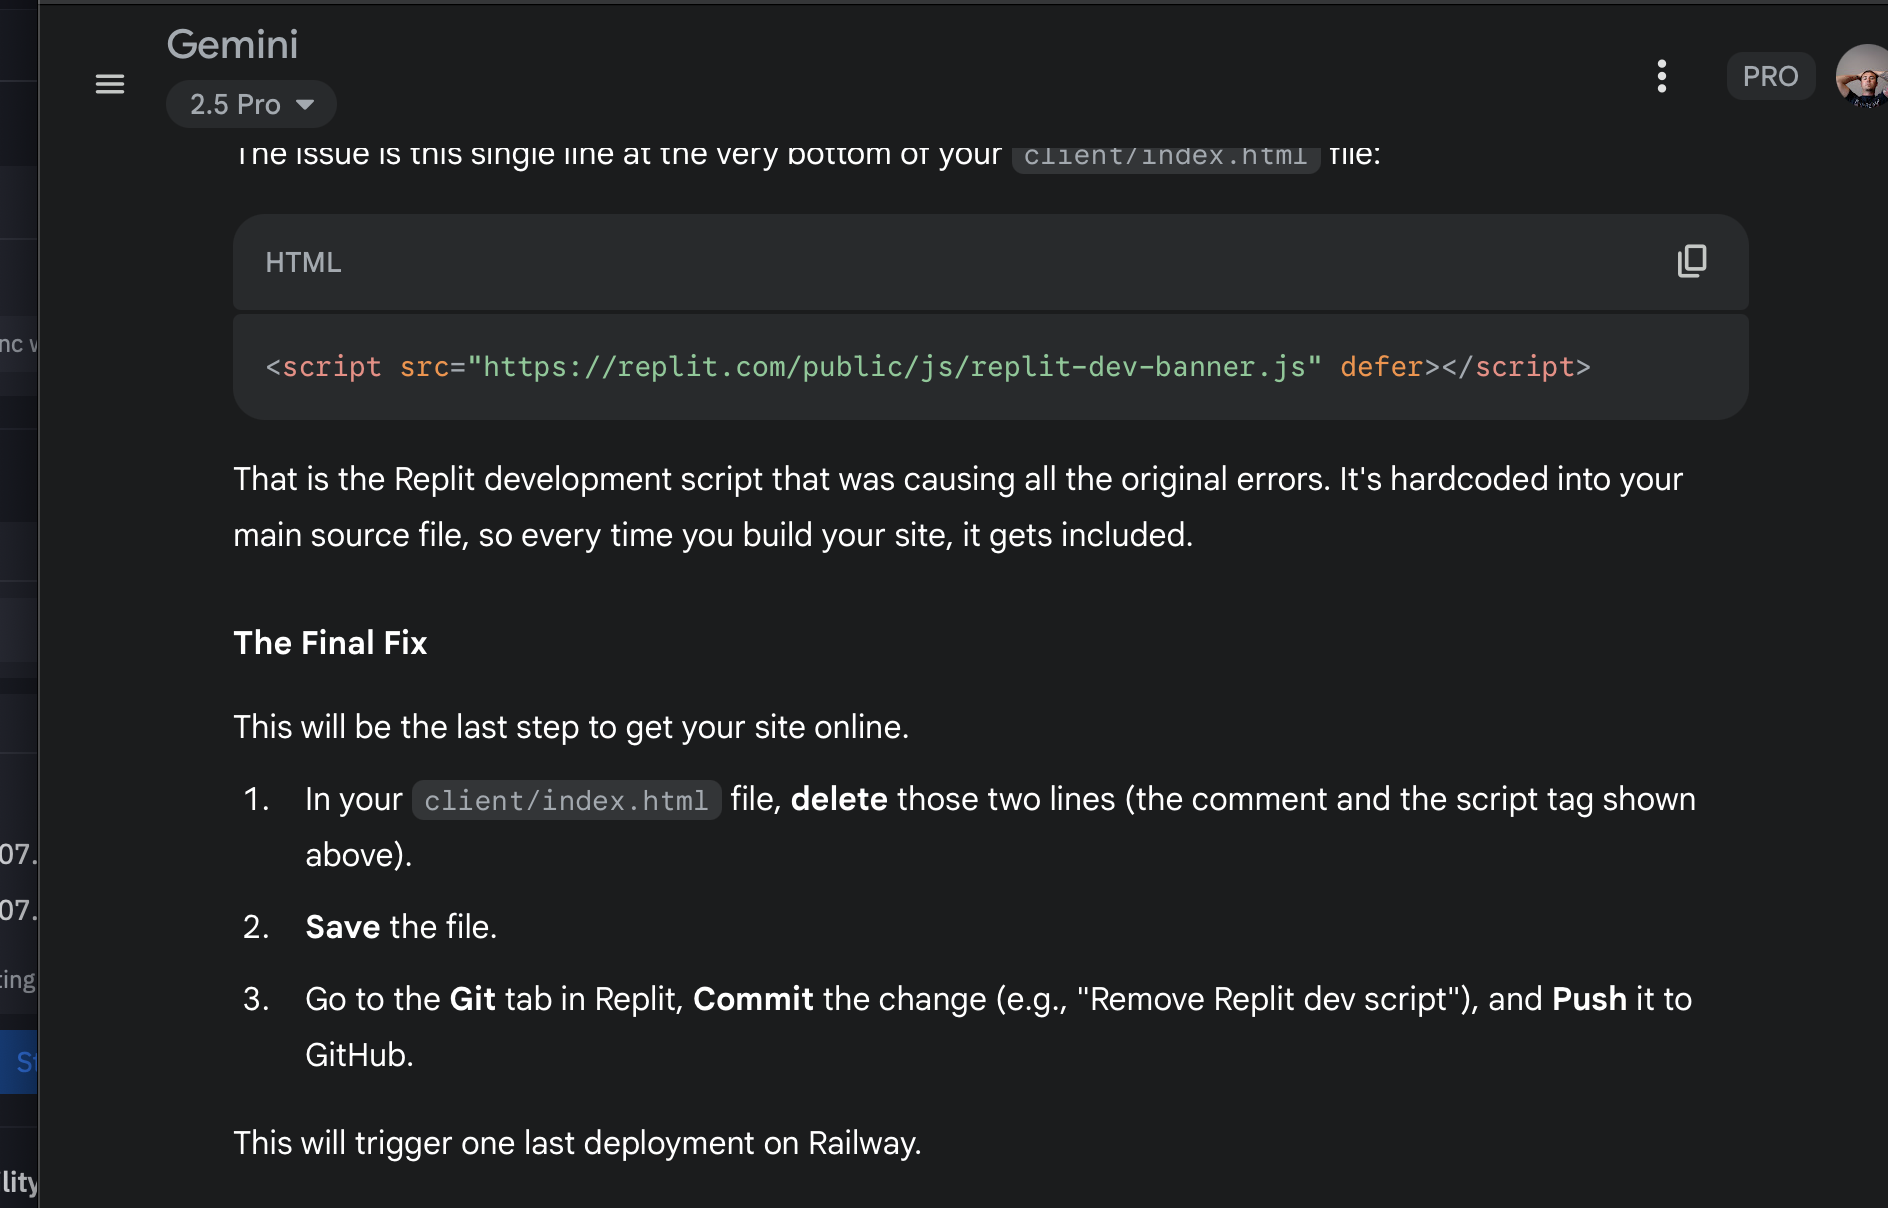 Gemini
2.5 Pro
PRO
The issue is this single line at the very bottom of your client/index.html file:
HTML
<script src="https://replit.com/public/js/replit-dev-banner.js" defer></script>
That is the Replit development script that was causing all the original errors. It's hardcoded into your
main source file, so every time you build your site, it gets included.
The Final Fix
This will be the last step to get your site online.
1. In your client/index.html file, delete those two lines (the comment and the script tag shown
above).
2. Save the file.
3. Go to the Git tab in Replit, Commit the change (e.g., "Remove Replit dev script"), and Push it to
GitHub.
This will trigger one last deployment on Railway.
07.
07.